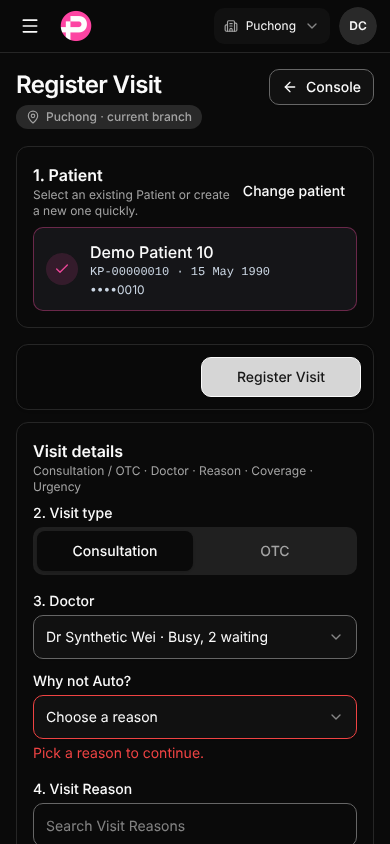 Puchong
DC
Register Visit
Console
Puchong · current branch
1. Patient
Select an existing Patient or create
a new one quickly.
Change patient
Demo Patient 10
KP-00000010 · 15 May 1990
••••0010
Register Visit
Visit details
Consultation / OTC · Doctor · Reason · Coverage ·
Urgency
2. Visit type
Consultation
OTC
3. Doctor
Dr Synthetic Wei · Busy, 2 waiting
Why not Auto?
Choose a reason
Pick a reason to continue.
4. Visit Reason
Search Visit Reasons